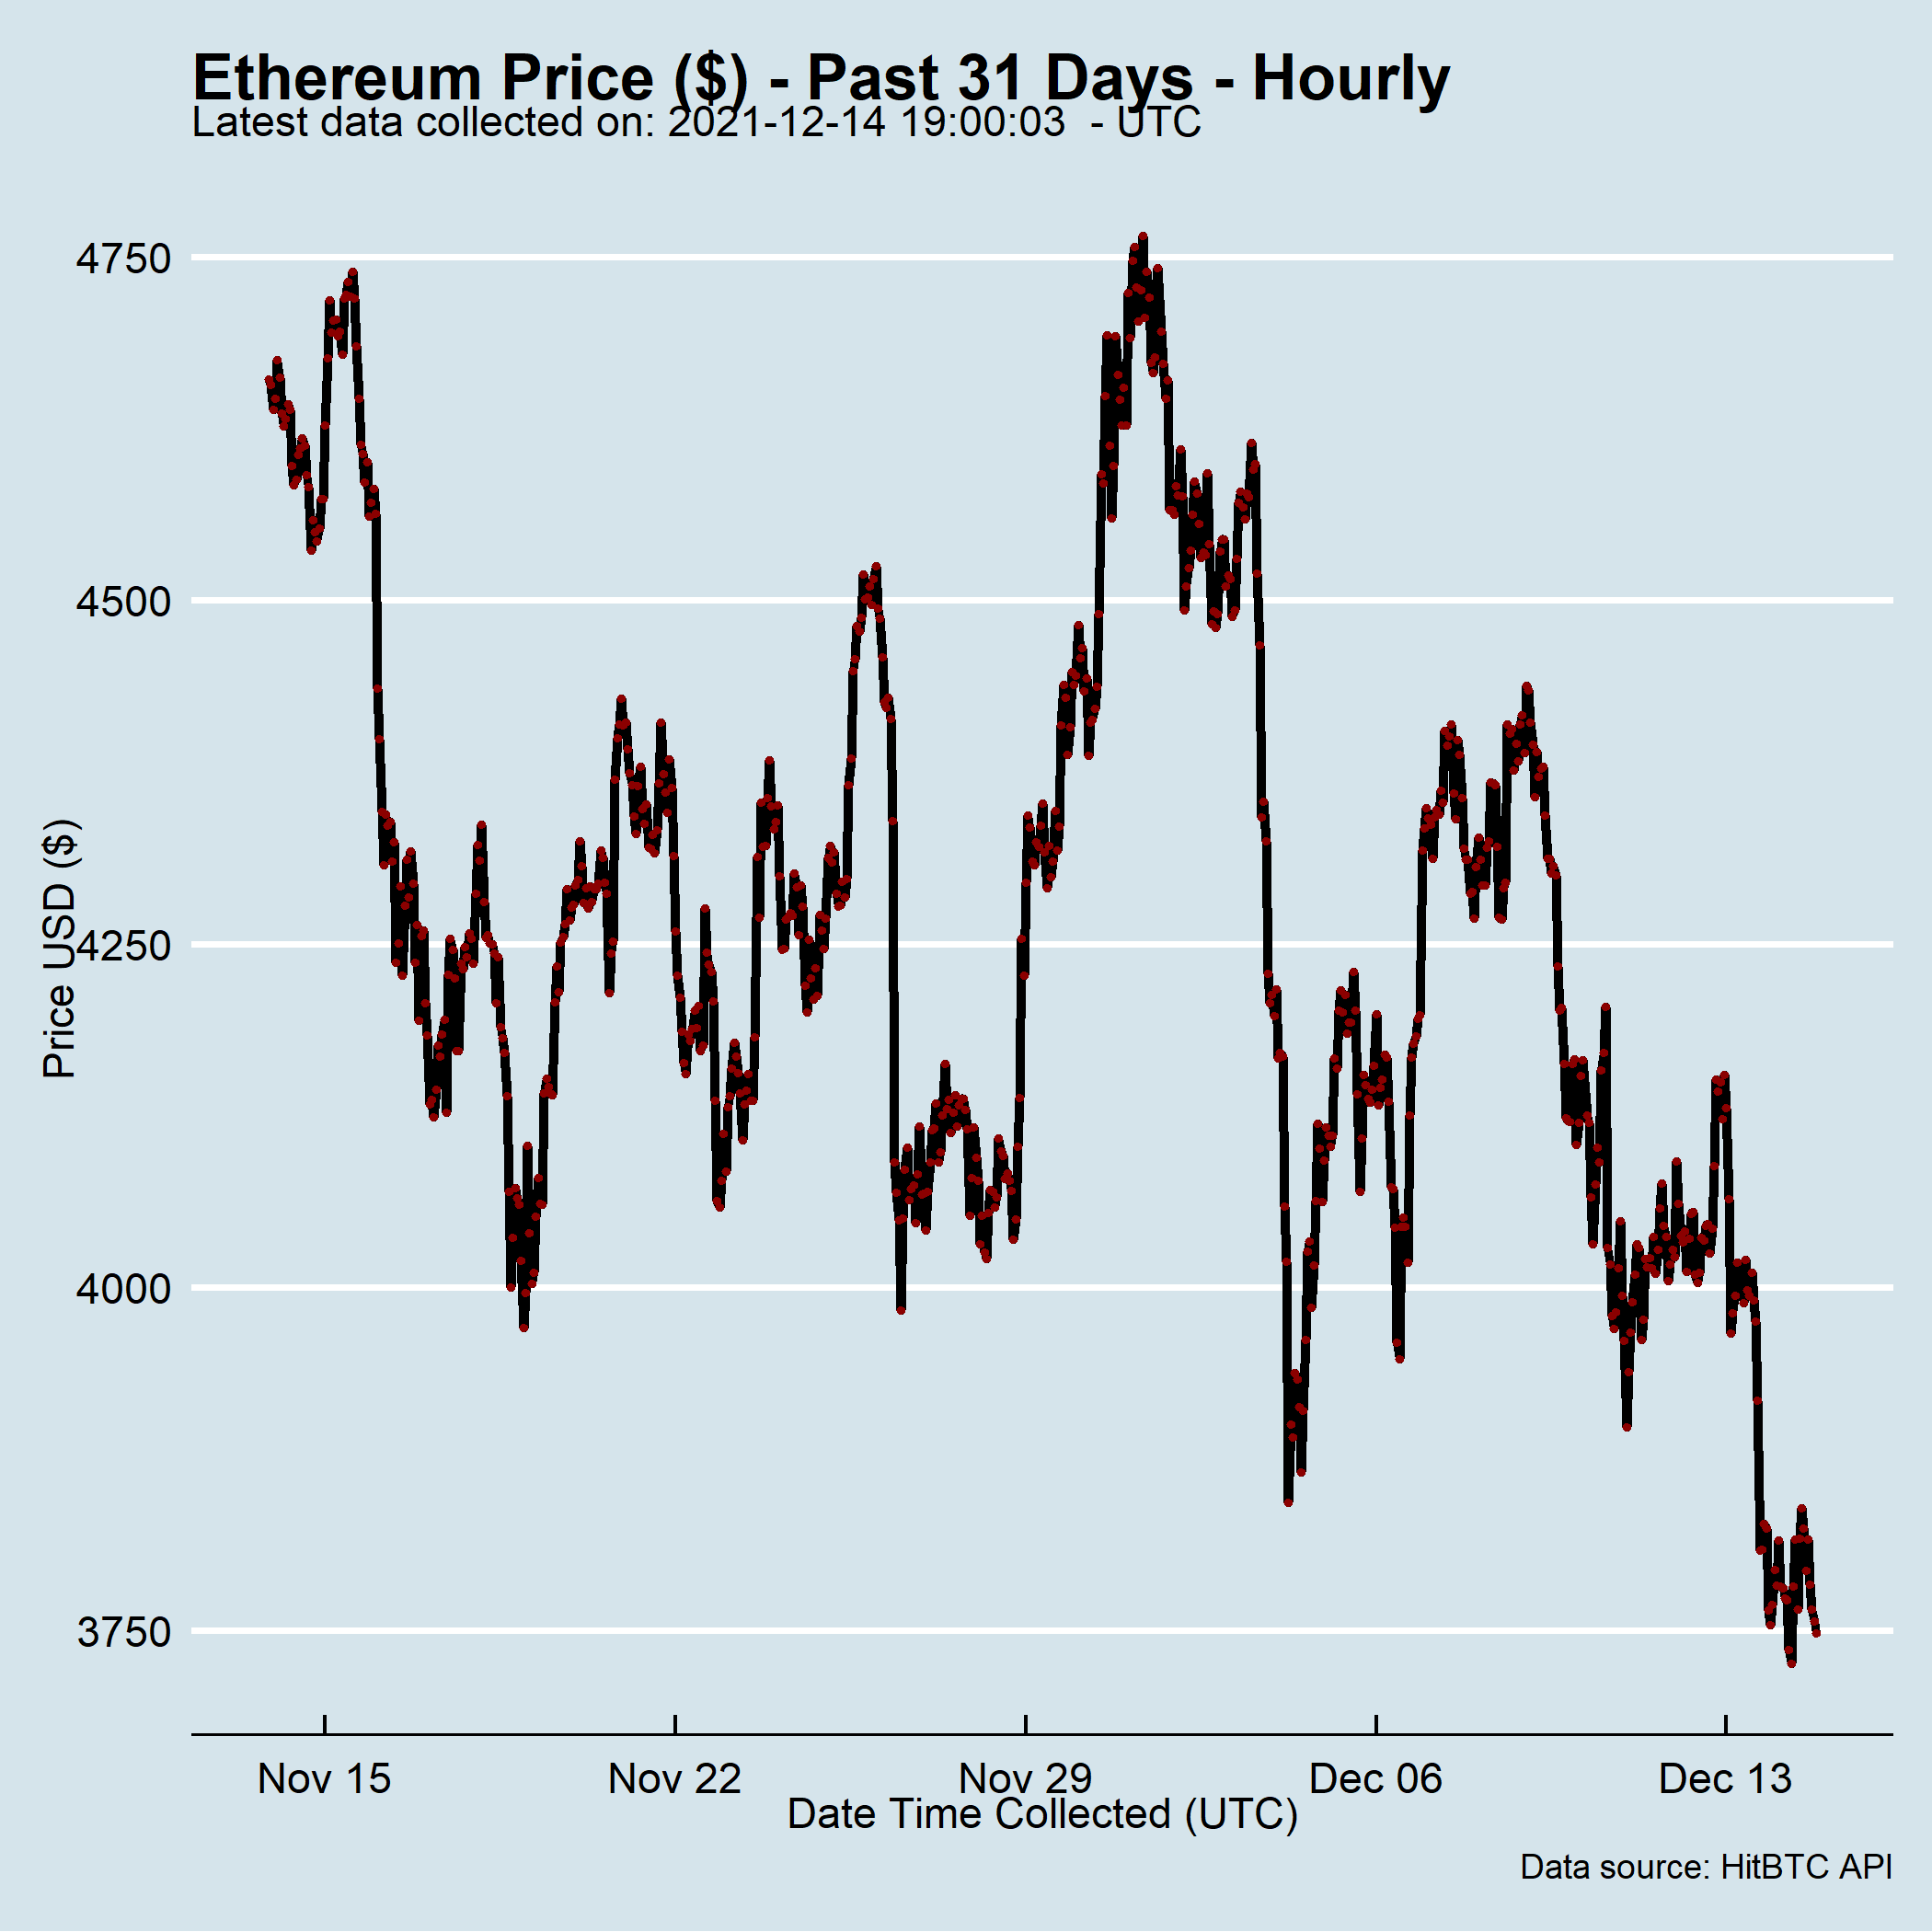 Ethereum Price ($) - Past 31 Days - Hourly
Latest data collected on: 2021-12-14 19:00:03  - UTC
4750
4500
4250
4000
3750
Price USD ($)
Nov 15
Nov 22
Nov 29
Dec 06
Dec 13
Date Time Collected (UTC)
Data source: HitBTC API